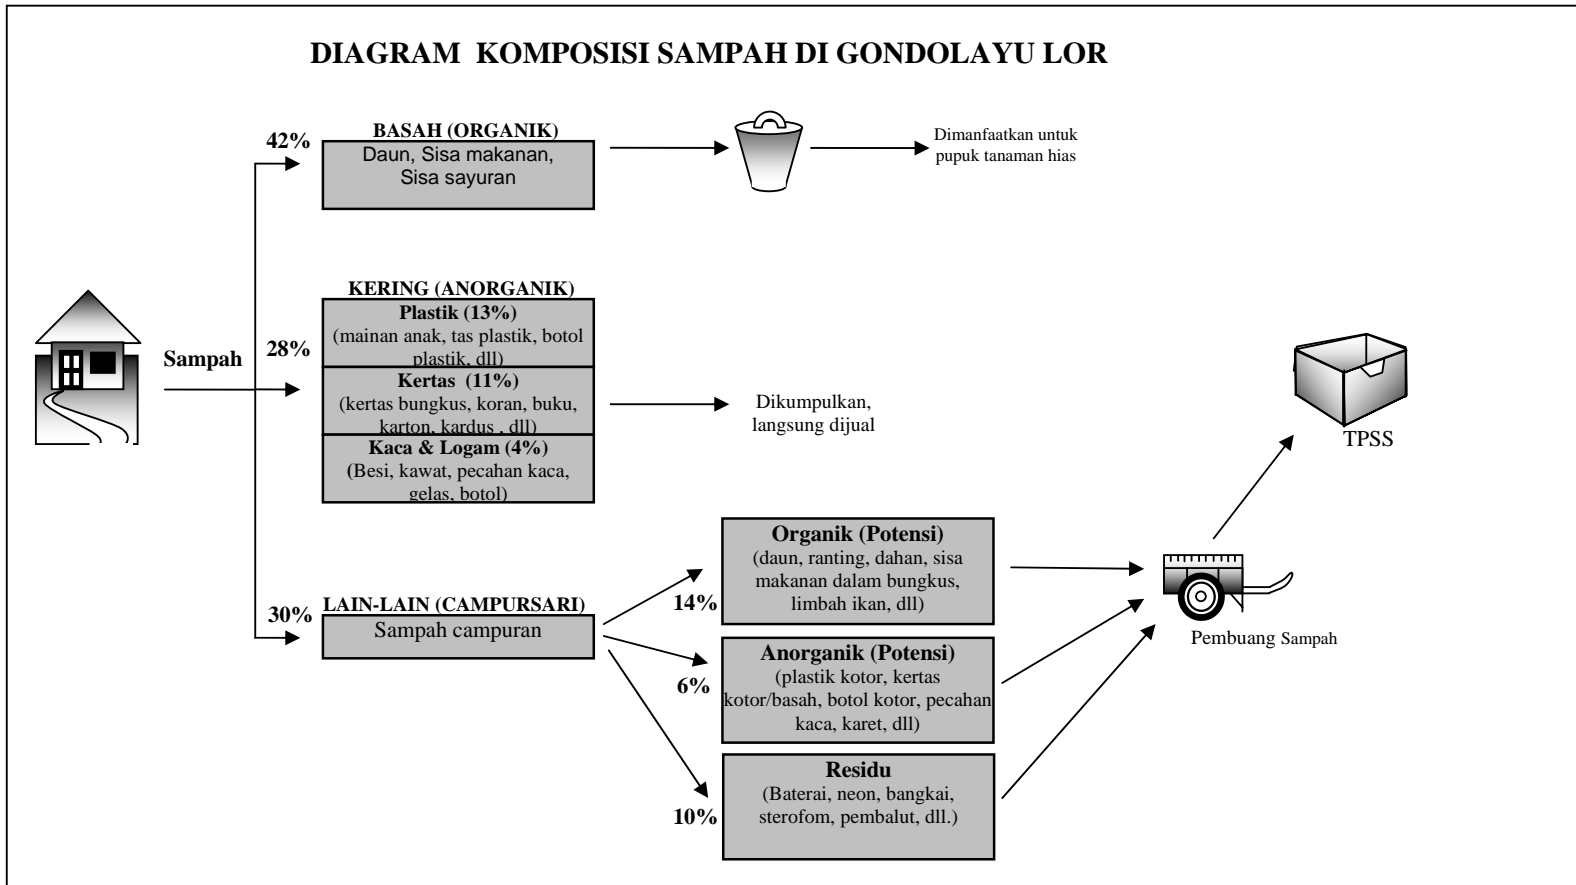 DIAGRAM KOMPOSISI SAMPAH DI GONDOLAYU LOR
42%
BASAH (ORGANIK)
Daun, Sisa makanan,
Sisa sayuran
Dimanfaatkan untuk
pupuk tanaman hias
Sampah
28%
KERING (ANORGANIK)
Plastik (13%)
(mainan anak, tas plastik, botol
plastik, dll)
Kertas (11%)
(kertas bungkus, koran, buku,
karton, kardus , dll)
Kaca & Logam (4%)
(Besi, kawat, pecahan kaca,
gelas, botol)
Dikumpulkan,
langsung dijual
30%
LAIN-LAIN (CAMPURSARI)
Sampah campuran
14%
Organik (Potensi)
(daun, ranting, dahan, sisa
makanan dalam bungkus,
limbah ikan, dll)
6%
Anorganik (Potensi)
(plastik kotor, kertas
kotor/basah, botol kotor, pecahan
kaca, karet, dll)
10%
Residu
(Baterai, neon, bangkai,
sterofom, pembalut, dll.)
Pembuang Sampah
TPSS